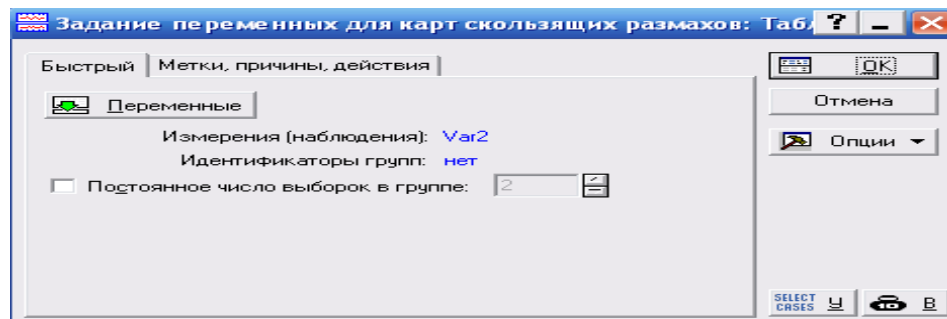 Задание переменных для карт скользящих размахов: Табл
?
Быстрый
Метки, причины, действия
OK
Переменные
Отмена
Измерения (наблюдения): Var2
Опции
Идентификаторы групп: нет
Постоянное число выборок в группе: 2
SELECT CASES У
В